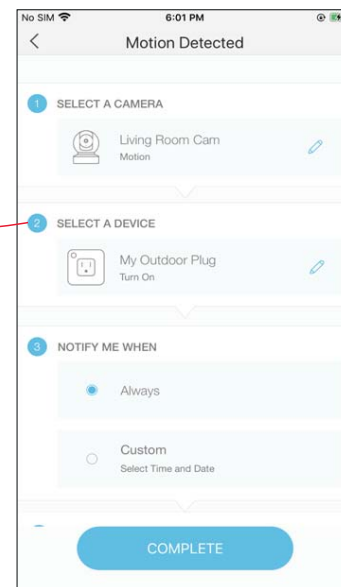 No SIM 6:01 PM
Motion Detected
1 SELECT A CAMERA
Living Room Cam
Motion
2 SELECT A DEVICE
My Outdoor Plug
Turn On
3 NOTIFY ME WHEN
Always
Custom
Select Time and Date
COMPLETE